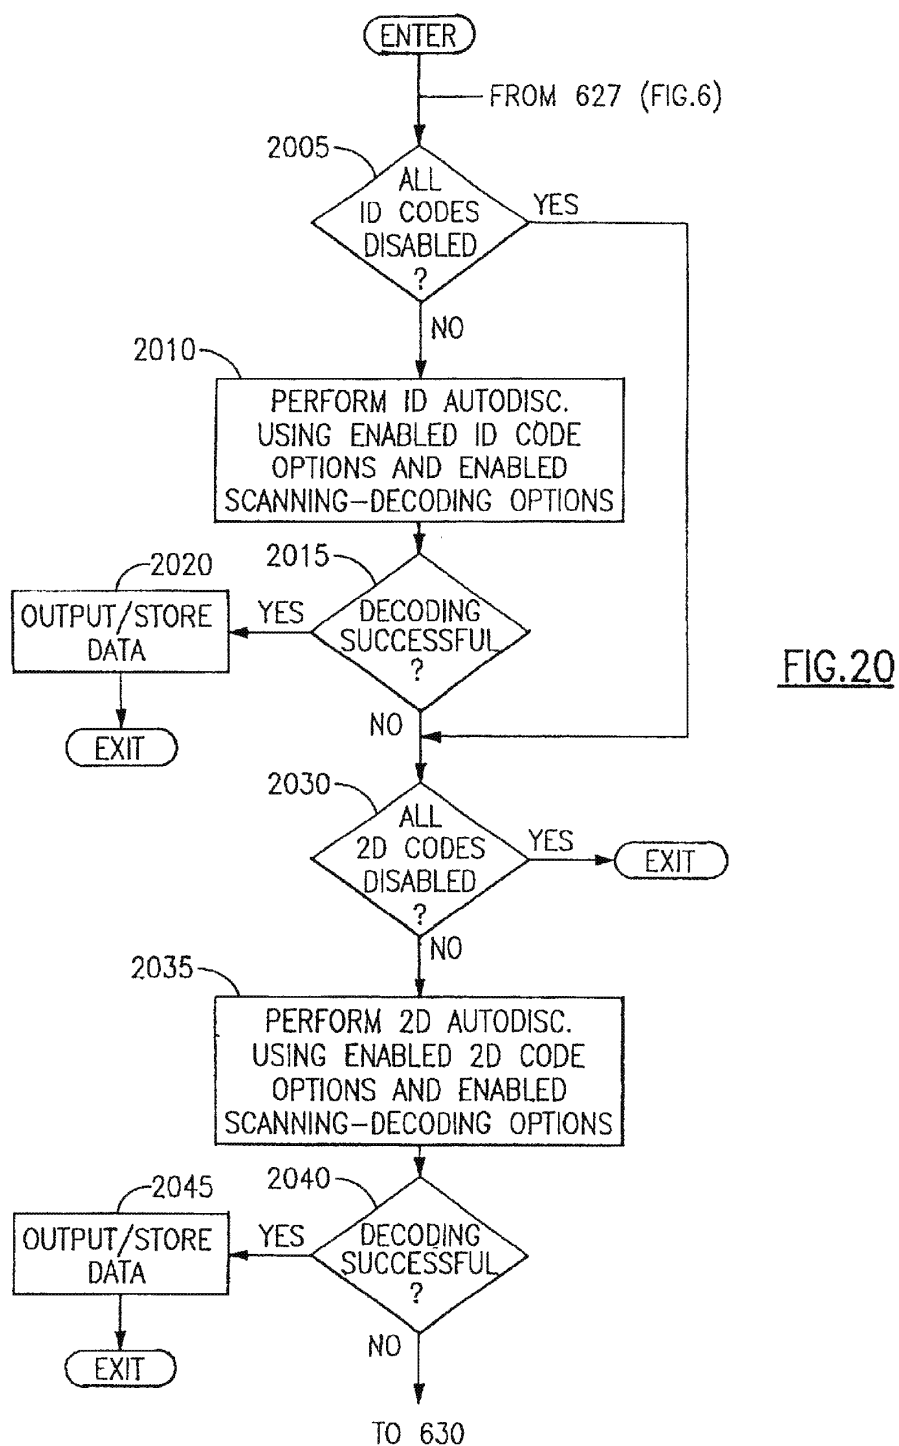 ENTER
FROM 627 (FIG.6)
2005
ALL
1D CODES
DISABLED
?
YES
NO
2010
PERFORM 1D AUTODISC.
USING ENABLED 1D CODE
OPTIONS AND ENABLED
SCANNING-DECODING OPTIONS
2015
DECODING
SUCCESSFUL
?
YES
2020
OUTPUT/STORE
DATA
EXIT
NO
FIG.20
2030
ALL
2D CODES
DISABLED
?
YES
EXIT
NO
2035
PERFORM 2D AUTODISC.
USING ENABLED 2D CODE
OPTIONS AND ENABLED
SCANNING-DECODING OPTIONS
2040
DECODING
SUCCESSFUL
?
YES
2045
OUTPUT/STORE
DATA
EXIT
NO
TO 630